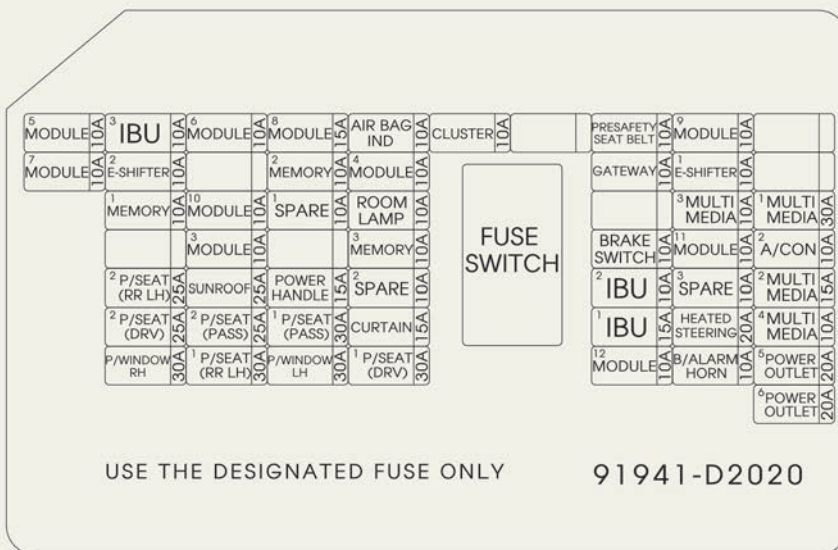 5 MODULE 10A 3 IBU 10A 6 MODULE 10A 8 MODULE 15A AIR BAG IND 10A CLUSTER 10A PRESAFETY SEAT BELT 10A 9 MODULE 10A
7 MODULE 10A 2 E-SHIFTER 10A 2 MEMORY 10A 4 MODULE 10A GATEWAY 10A 1 E-SHIFTER 10A
1 MEMORY 10A 10 MODULE 10A 1 SPARE 10A ROOM LAMP 10A 3 MULTI MEDIA 10A 1 MULTI MEDIA 30A
3 MODULE 10A 3 MEMORY 10A BRAKE SWITCH 10A 11 MODULE 10A 2 A/CON 10A
2 P/SEAT (RR LH) 25A SUNROOF 25A POWER HANDLE 15A 2 SPARE 10A 2 IBU 10A 3 SPARE 10A 2 MULTI MEDIA 15A
2 P/SEAT (DRV) 25A 2 P/SEAT (PASS) 25A 1 P/SEAT (PASS) 30A CURTAIN 15A 1 IBU 15A HEATED STEERING 20A 4 MULTI MEDIA 10A
P/WINDOW RH 30A 1 P/SEAT (RR LH) 30A P/WINDOW LH 30A 1 P/SEAT (DRV) 30A 12 MODULE 10A B/ALARM HORN 10A 5 POWER OUTLET 20A
6 POWER OUTLET 20A
FUSE
SWITCH
USE THE DESIGNATED FUSE ONLY 91941-D2020